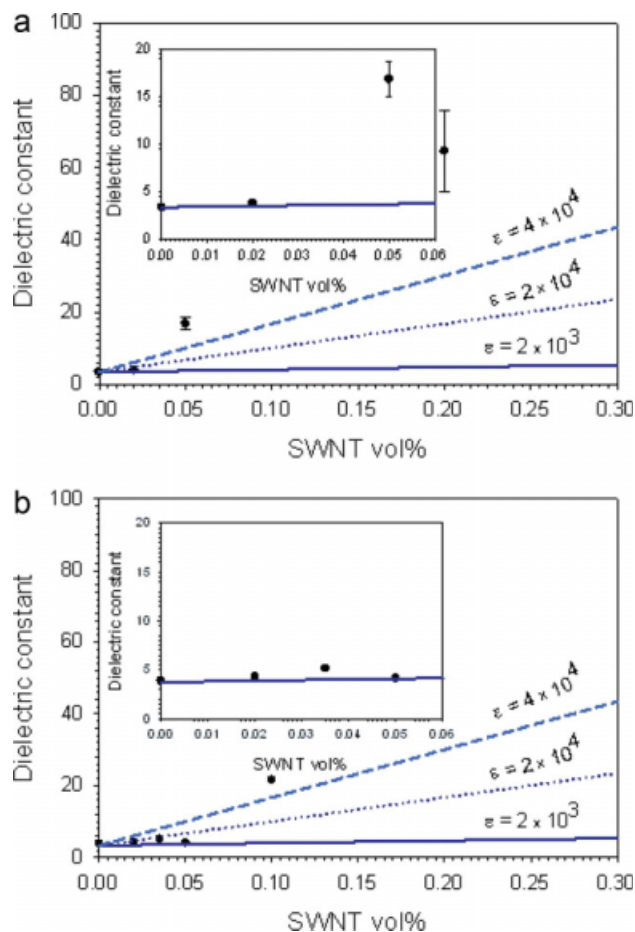 a
100
80
60
40
20
0
Dielectric constant
0.00 0.05 0.10 0.15 0.20 0.25 0.30
SWNT vol%
20
15
10
5
0
Dielectric constant
0.00 0.01 0.02 0.03 0.04 0.05 0.06
SWNT vol%
ε = 4 x 10⁴
ε = 2 x 10⁴
ε = 2 x 10³
b
100
80
60
40
20
0
Dielectric constant
0.00 0.05 0.10 0.15 0.20 0.25 0.30
SWNT vol%
20
15
10
5
0
Dielectric constant
0.00 0.01 0.02 0.03 0.04 0.05 0.06
SWNT vol%
ε = 4 x 10⁴
ε = 2 x 10⁴
ε = 2 x 10³